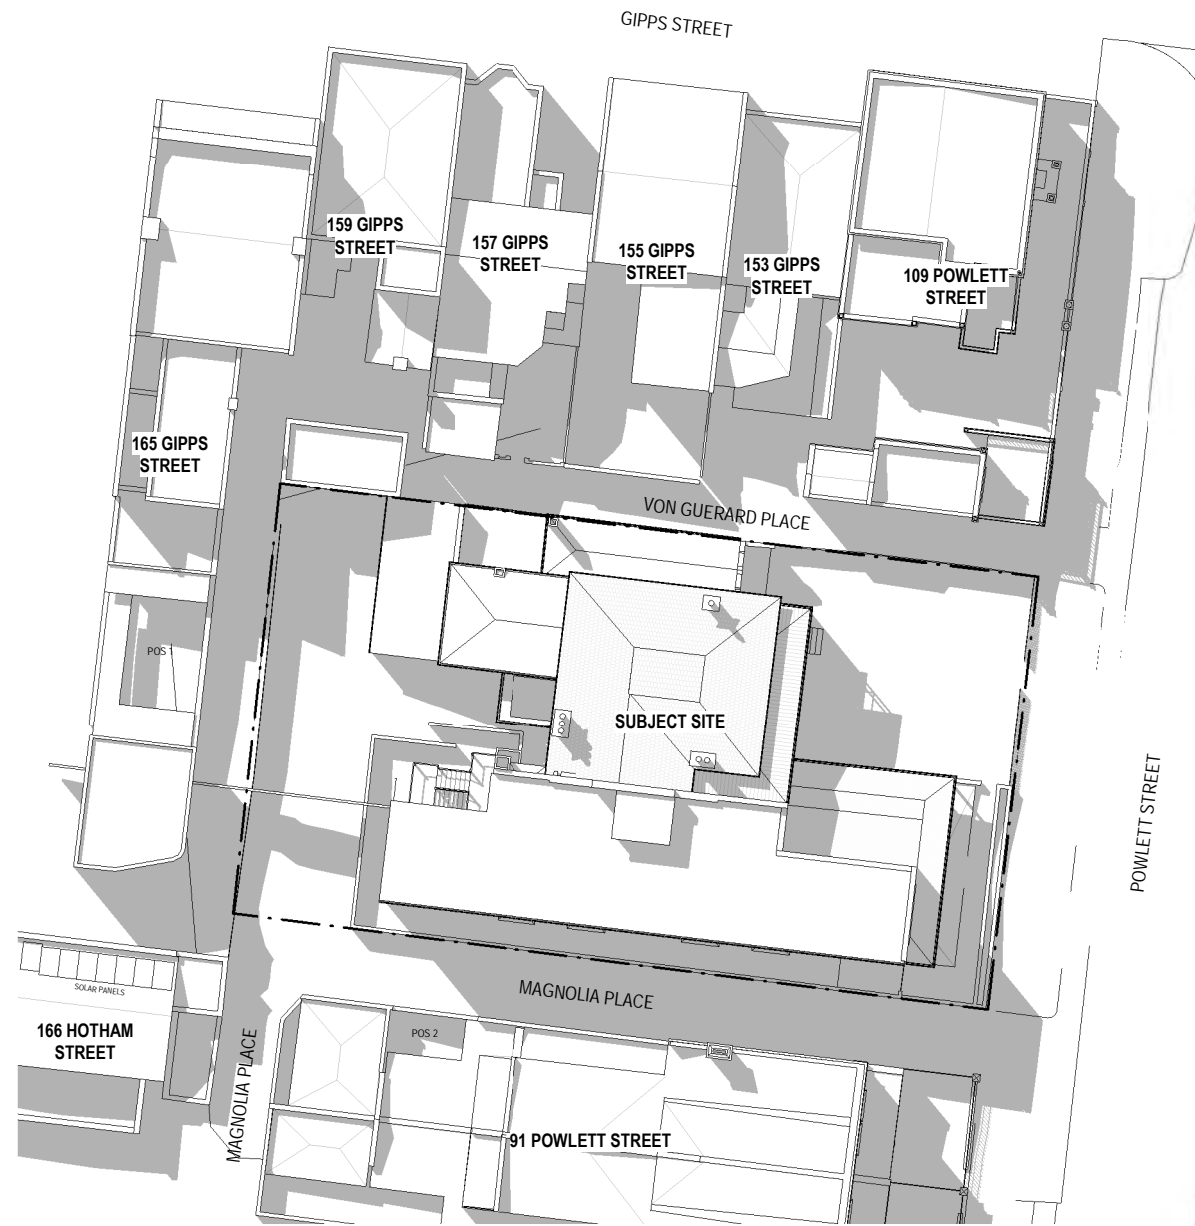 GIPPS STREET
159 GIPPS
STREET
157 GIPPS
STREET
155 GIPPS
STREET
153 GIPPS
STREET
109 POWLETT
STREET
165 GIPPS
STREET
VON GUERARD PLACE
POS 1
SUBJECT SITE
POWLETT STREET
SOLAR PANELS
MAGNOLIA PLACE
166 HOTHAM
STREET
POS 2
MAGNOLIA PLACE
91 POWLETT STREET